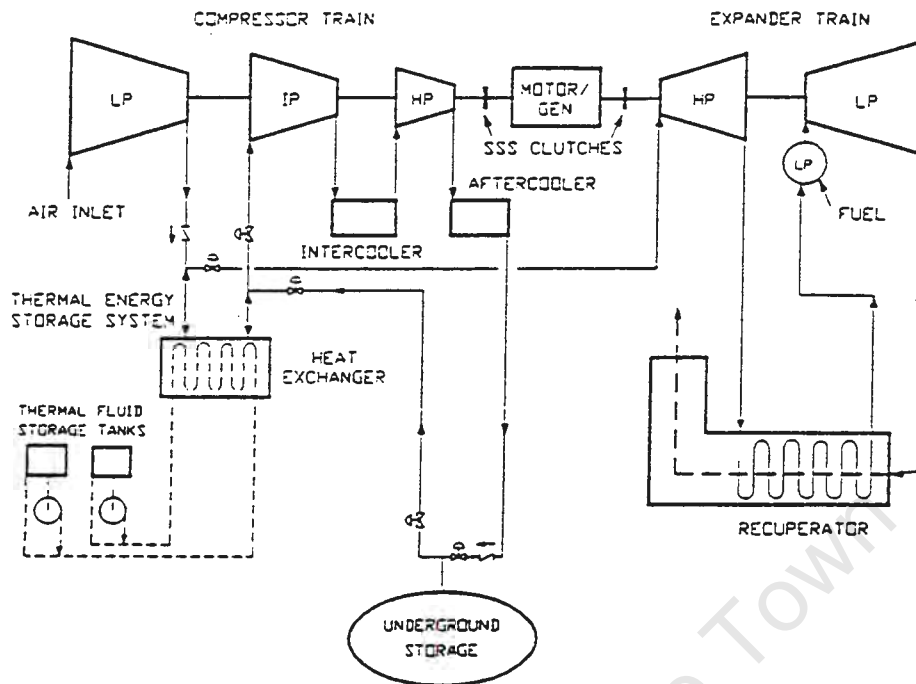 COMPRESSOR TRAIN
EXPANDER TRAIN
LP
IP
HP
MOTOR/
GEN
HP
LP
SSS CLUTCHES
LP
AIR INLET
INTERCOOLER
AFTERCOOLER
FUEL
THERMAL ENERGY
STORAGE SYSTEM
HEAT
EXCHANGER
THERMAL FLUID
STORAGE TANKS
RECUPERATOR
UNDERGROUND
STORAGE
Town